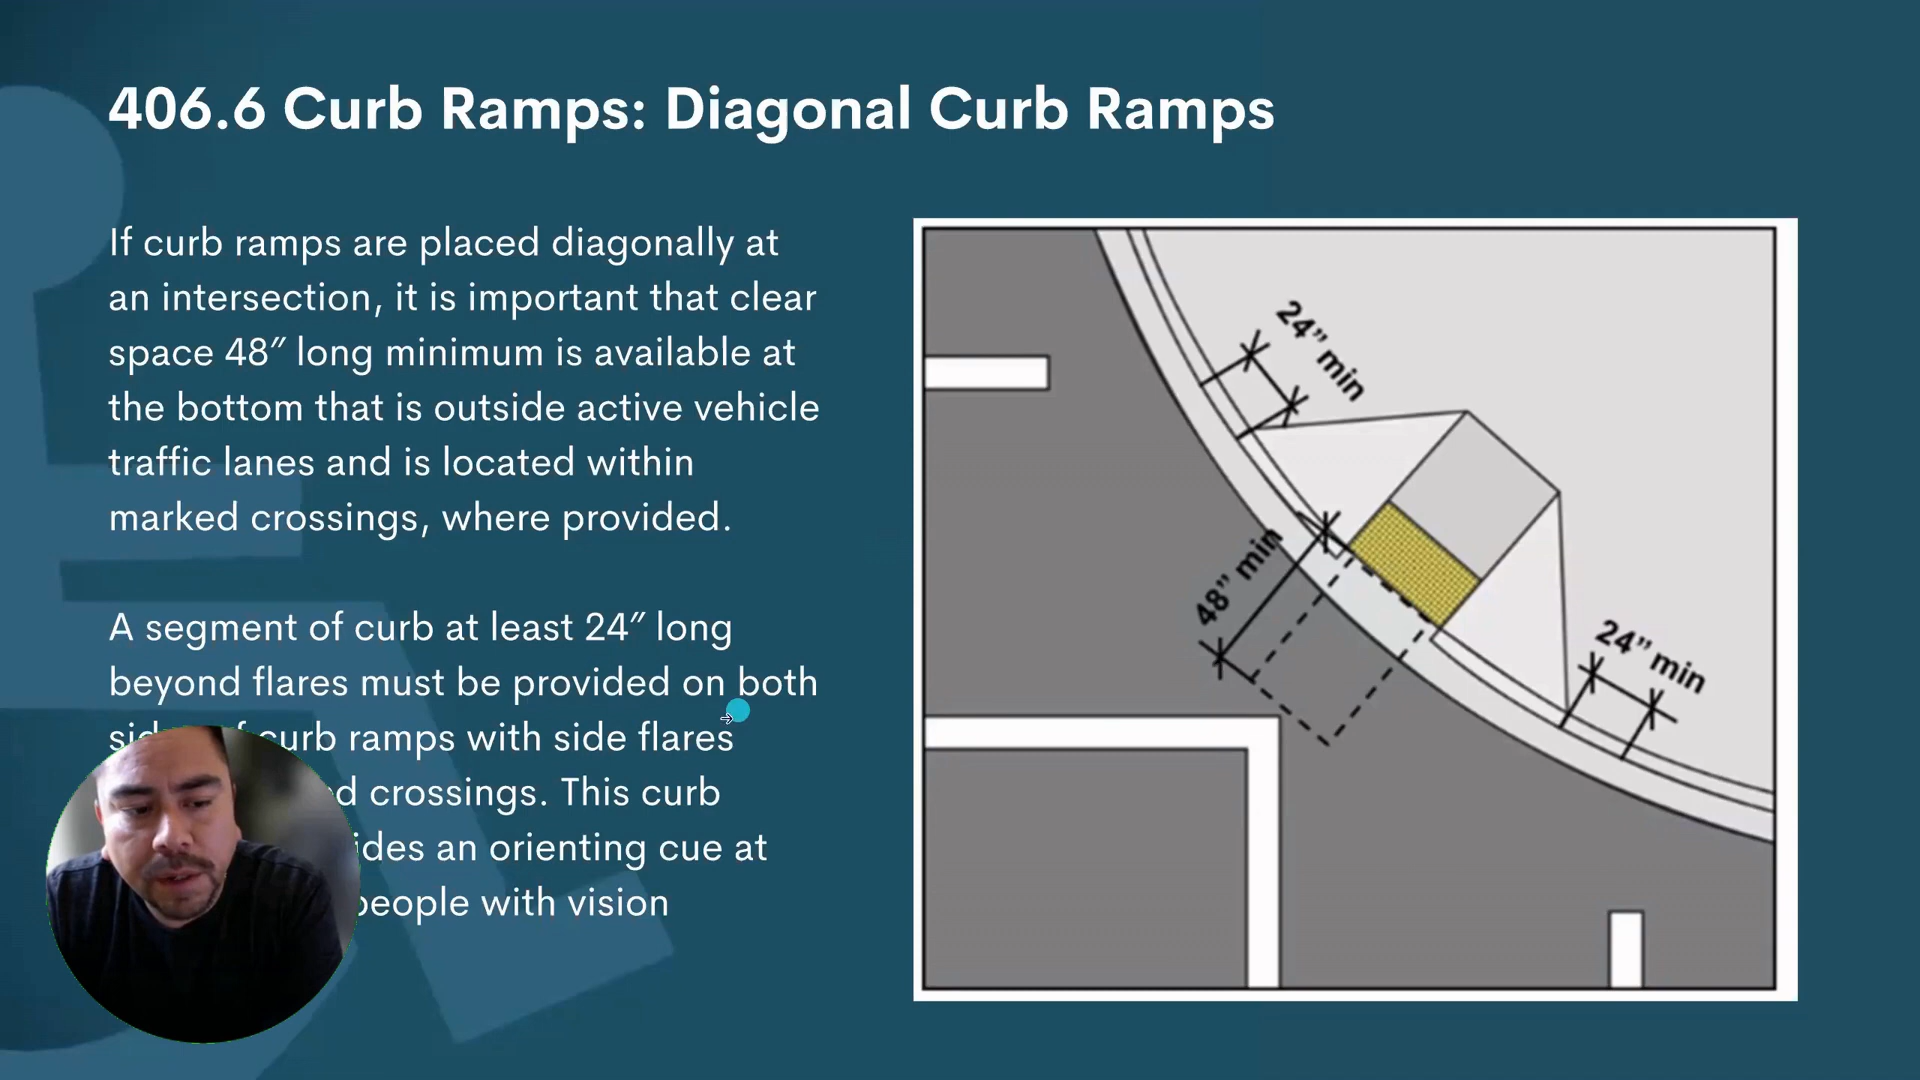 406.6 Curb Ramps: Diagonal Curb Ramps
If curb ramps are placed diagonally at
an intersection, it is important that clear
space 48″ long minimum is available at
the bottom that is outside active vehicle
traffic lanes and is located within
marked crossings, where provided.
A segment of curb at least 24″ long
beyond flares must be provided on both
curb ramps with side flares
crossings. This curb
an orienting cue at
people with vision
24” min
48” min
24” min